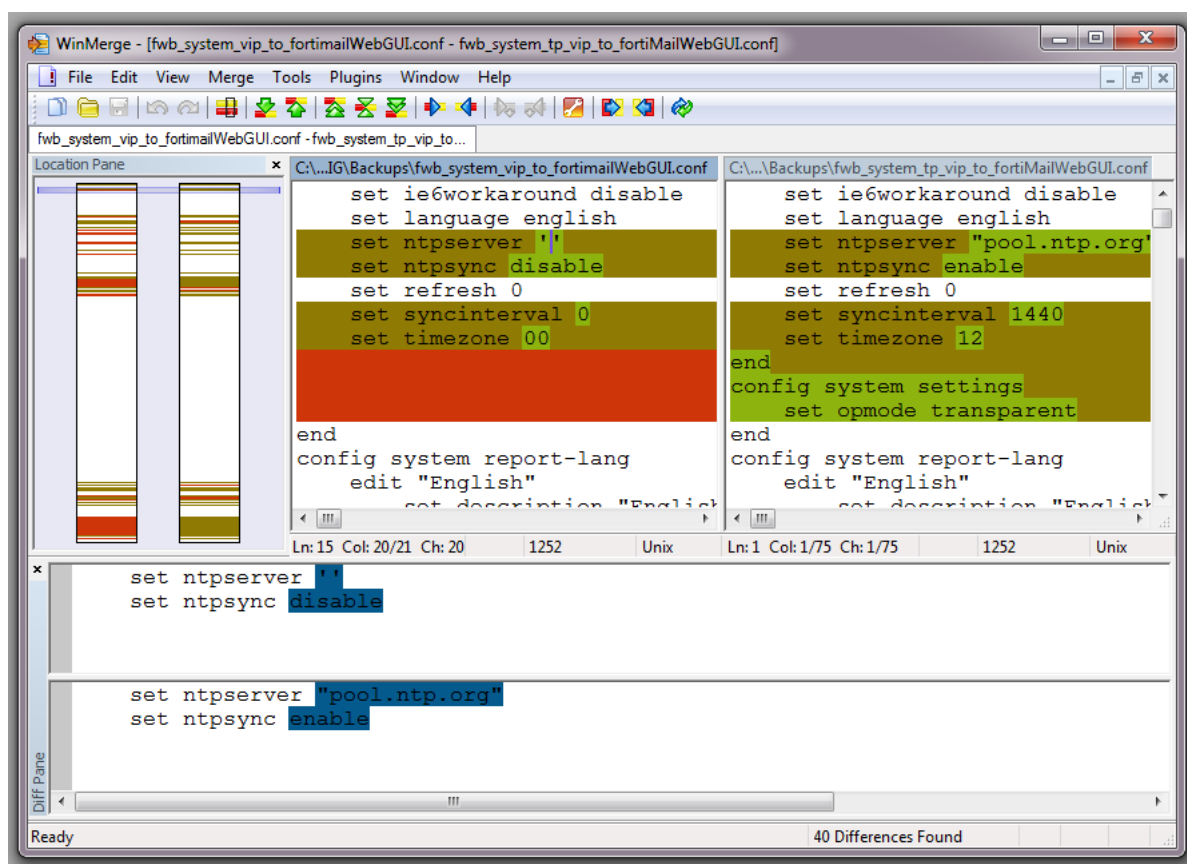 WinMerge - [fwb_system_vip_to_fortimailWebGUI.conf - fwb_system_tp_vip_to_fortiMailWebGUI.conf]
File Edit View Merge Tools Plugins Window Help
fwb_system_vip_to_fortimailWebGUI.conf - fwb_system_tp_vip_to...
Location Pane
C:\...IG\Backups\fwb_system_vip_to_fortimailWebGUI.conf
set ie6workaround disable
set language english
set ntpserver ''
set ntpsync disable
set refresh 0
set syncinterval 0
set timezone 00
end
config system report-lang
edit "English"
set description "English
Ln: 15 Col: 20/21 Ch: 20 1252 Unix
C:\...\Backups\fwb_system_tp_vip_to_fortiMailWebGUI.conf
set ie6workaround disable
set language english
set ntpserver "pool.ntp.org"
set ntpsync enable
set refresh 0
set syncinterval 1440
set timezone 12
end
config system settings
set opmode transparent
end
config system report-lang
edit "English"
set description "English
Ln: 1 Col: 1/75 Ch: 1/75 1252 Unix
Diff Pane
set ntpserver ''
set ntpsync disable
set ntpserver "pool.ntp.org"
set ntpsync enable
Ready 40 Differences Found